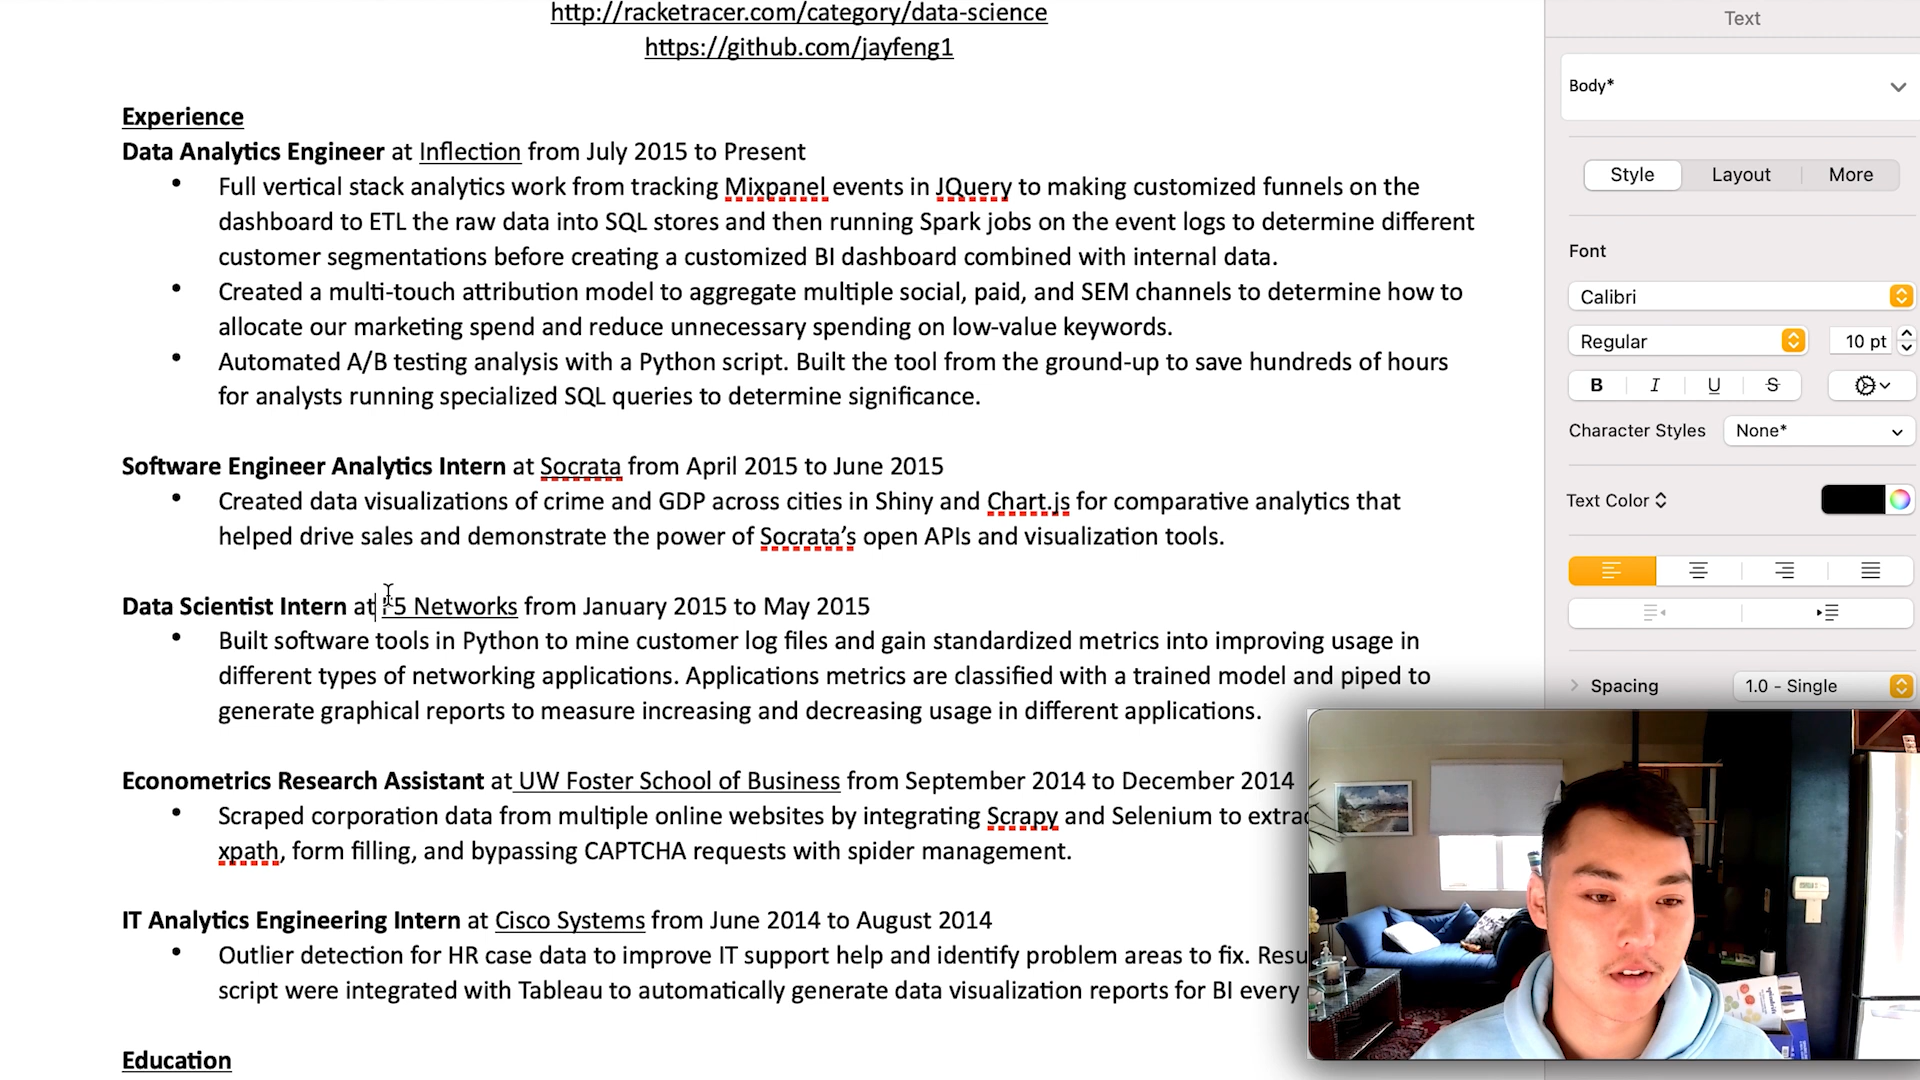 http://racketracer.com/category/data-science
https://github.com/jayfeng1
Experience
Data Analytics Engineer at Inflection from July 2015 to Present
• Full vertical stack analytics work from tracking Mixpanel events in JQuery to making customized funnels on the
dashboard to ETL the raw data into SQL stores and then running Spark jobs on the event logs to determine different
customer segmentations before creating a customized BI dashboard combined with internal data.
• Created a multi-touch attribution model to aggregate multiple social, paid, and SEM channels to determine how to
allocate our marketing spend and reduce unnecessary spending on low-value keywords.
• Automated A/B testing analysis with a Python script. Built the tool from the ground-up to save hundreds of hours
for analysts running specialized SQL queries to determine significance.
Software Engineer Analytics Intern at Socrata from April 2015 to June 2015
• Created data visualizations of crime and GDP across cities in Shiny and Chart.js for comparative analytics that
helped drive sales and demonstrate the power of Socrata’s open APIs and visualization tools.
Data Scientist Intern at F5 Networks from January 2015 to May 2015
• Built software tools in Python to mine customer log files and gain standardized metrics into improving usage in
different types of networking applications. Applications metrics are classified with a trained model and piped to
generate graphical reports to measure increasing and decreasing usage in different applications.
Econometrics Research Assistant at UW Foster School of Business from September 2014 to December 2014
• Scraped corporation data from multiple online websites by integrating Scrapy and Selenium to
xpath, form filling, and bypassing CAPTCHA requests with spider management.
IT Analytics Engineering Intern at Cisco Systems from June 2014 to August 2014
• Outlier detection for HR case data to improve IT support help and identify problem areas to fix.
script were integrated with Tableau to automatically generate data visualization reports for BI every
Education
Text
Body*
Style Layout More
Font
Calibri
Regular 10 pt
B I U S
Character Styles None*
Text Color
Spacing 1.0 - Single